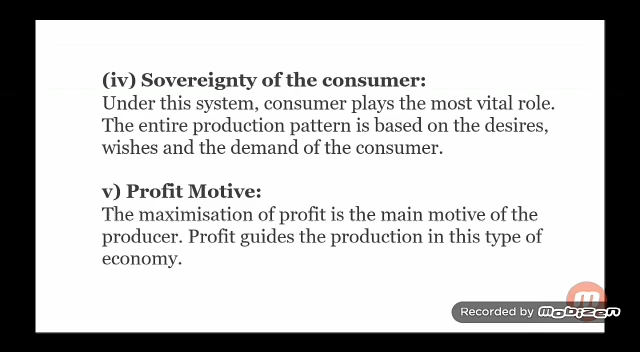 (iv) Sovereignty of the consumer:
Under this system, consumer plays the most vital role.
The entire production pattern is based on the desires,
wishes and the demand of the consumer.
v) Profit Motive:
The maximisation of profit is the main motive of the
producer. Profit guides the production in this type of
economy.
Recorded by mobizen